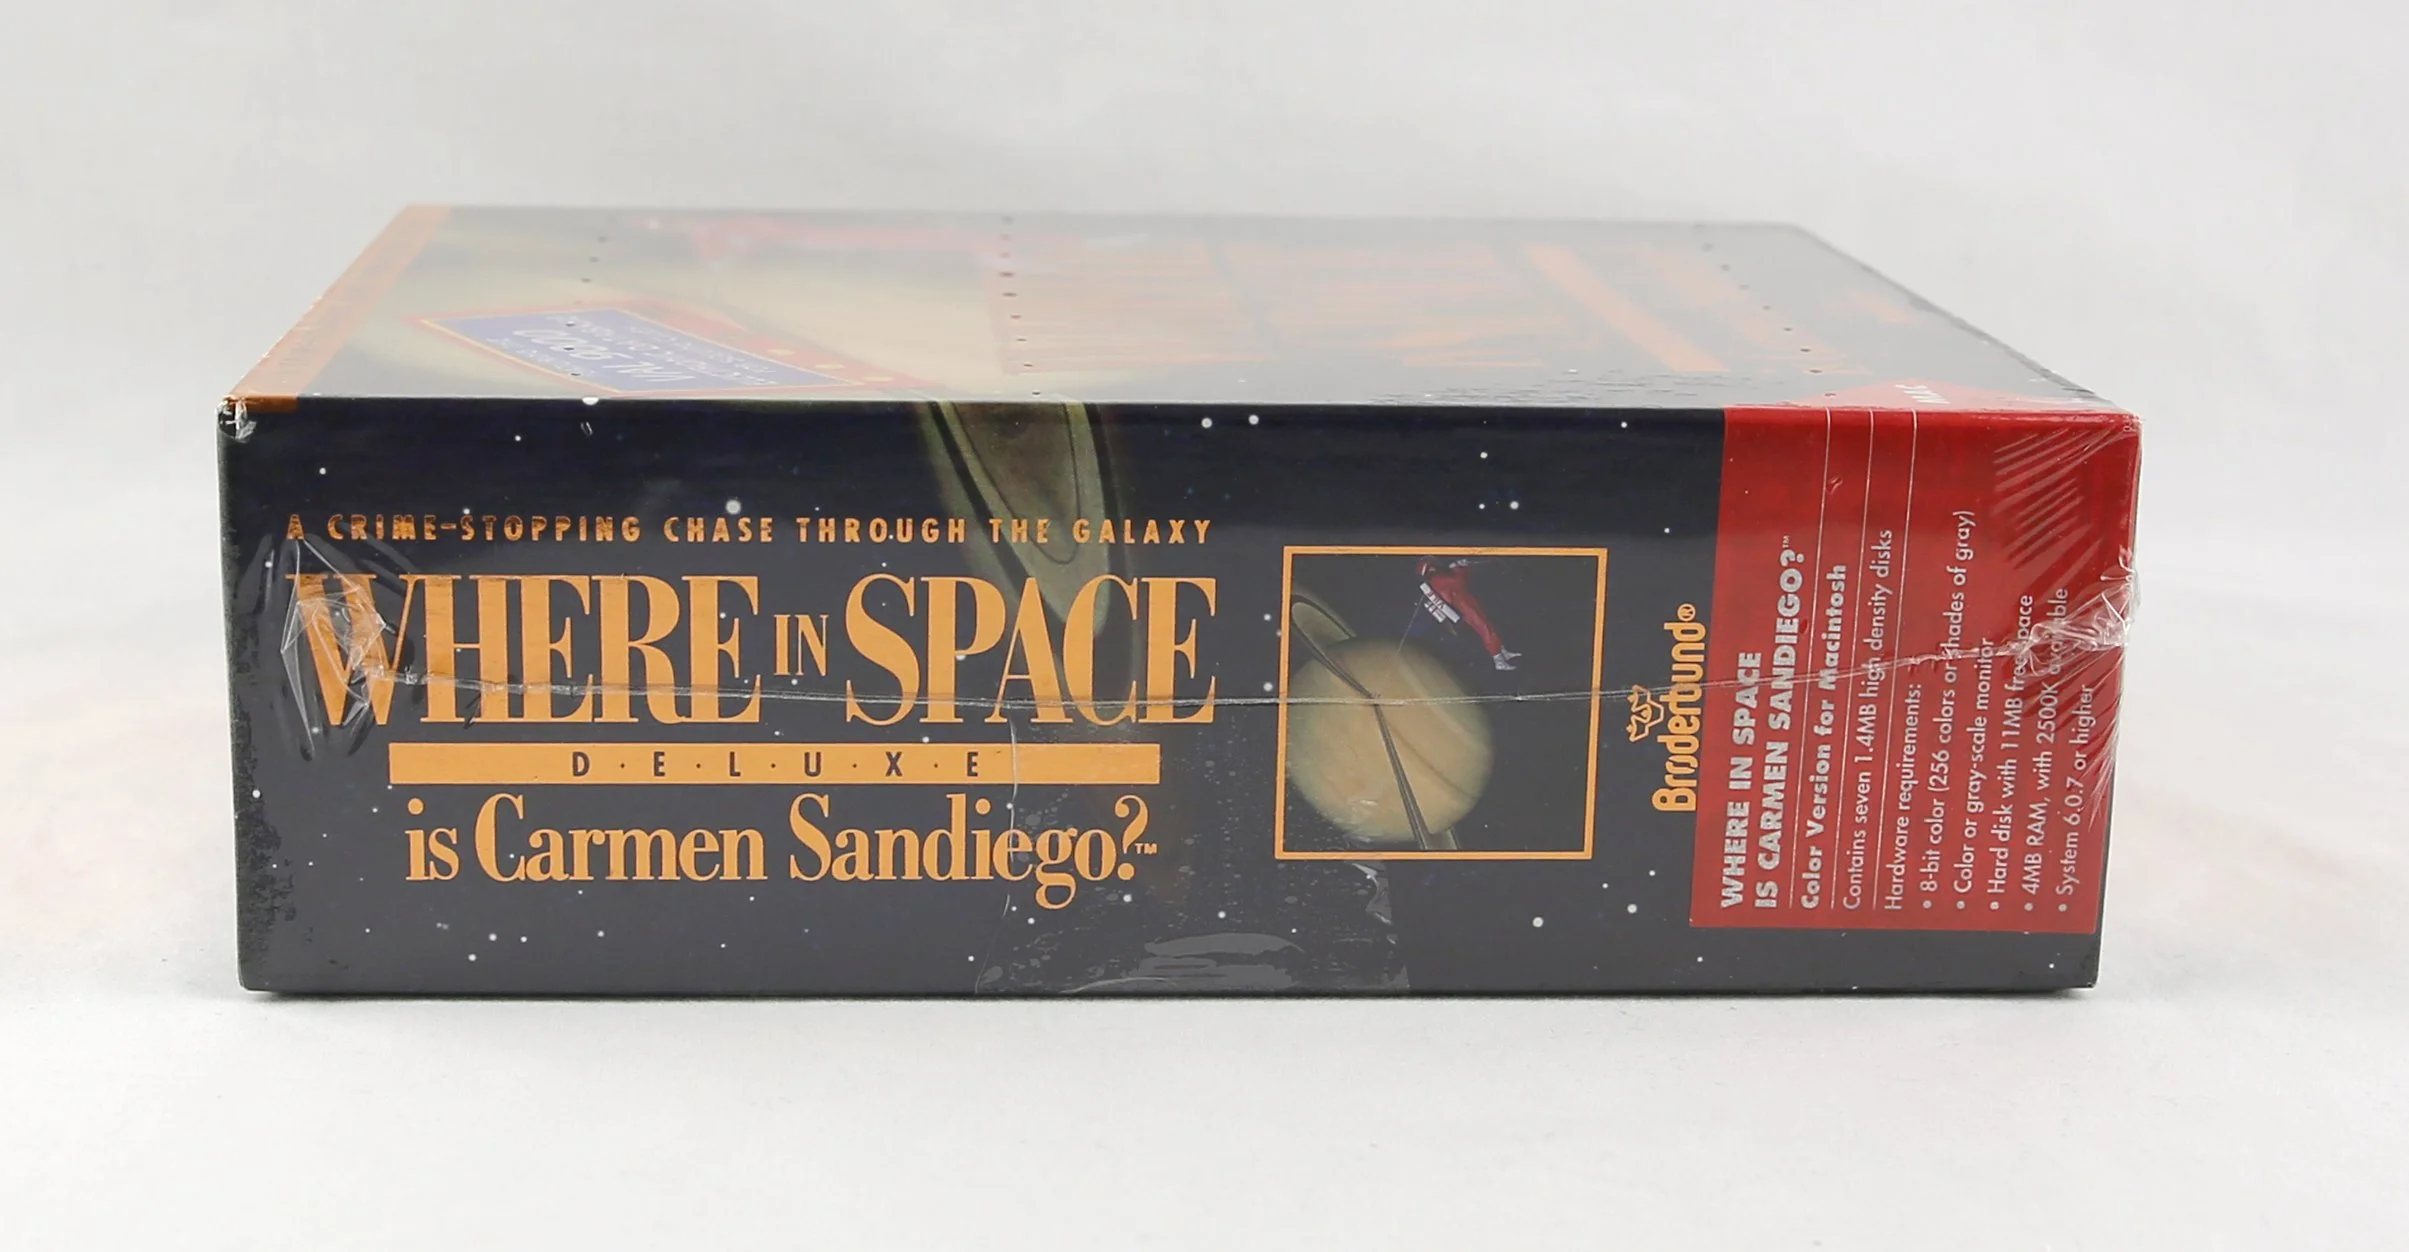 A CRIME-STOPPING CHASE THROUGH THE GALAXY
WHERE IN SPACE
D·E·L·U·X·E
is Carmen Sandiego?™
Brøderbund®
WHERE IN SPACE
IS CARMEN SANDIEGO?™
Color Version for Macintosh
Contains seven 1.4MB high density disks
Hardware requirements:
• 8-bit color (256 colors or shades of gray)
• Color or gray-scale monitor
• Hard disk with 11MB free space
• 4MB RAM, with 2500K available
• System 6.0.7 or higher
MAC
VAL 9000